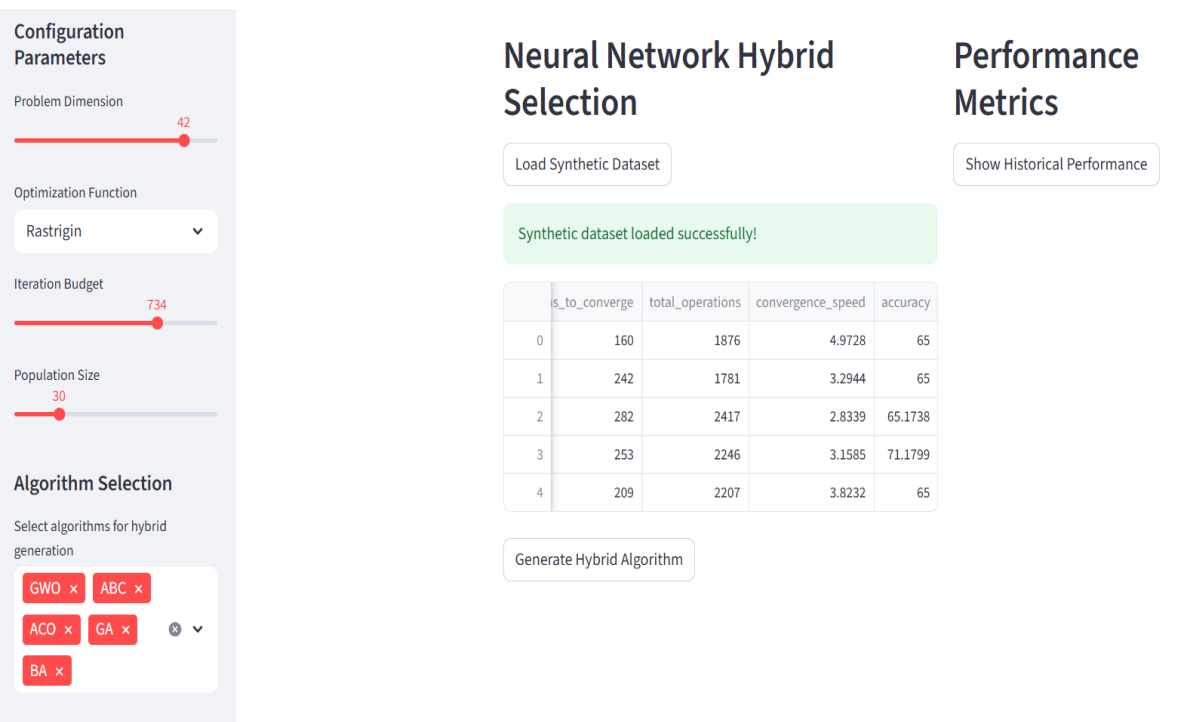 Configuration
Parameters
Problem Dimension
42
Optimization Function
Rastrigin
Iteration Budget
734
Population Size
30
Algorithm Selection
Select algorithms for hybrid
generation
GWO × ABC ×
ACO × GA ×
BA ×
Neural Network Hybrid
Selection
Load Synthetic Dataset
Synthetic dataset loaded successfully!
s_to_converge total_operations convergence_speed accuracy
0 160 1876 4.9728 65
1 242 1781 3.2944 65
2 282 2417 2.8339 65.1738
3 253 2246 3.1585 71.1799
4 209 2207 3.8232 65
Generate Hybrid Algorithm
Performance
Metrics
Show Historical Performance